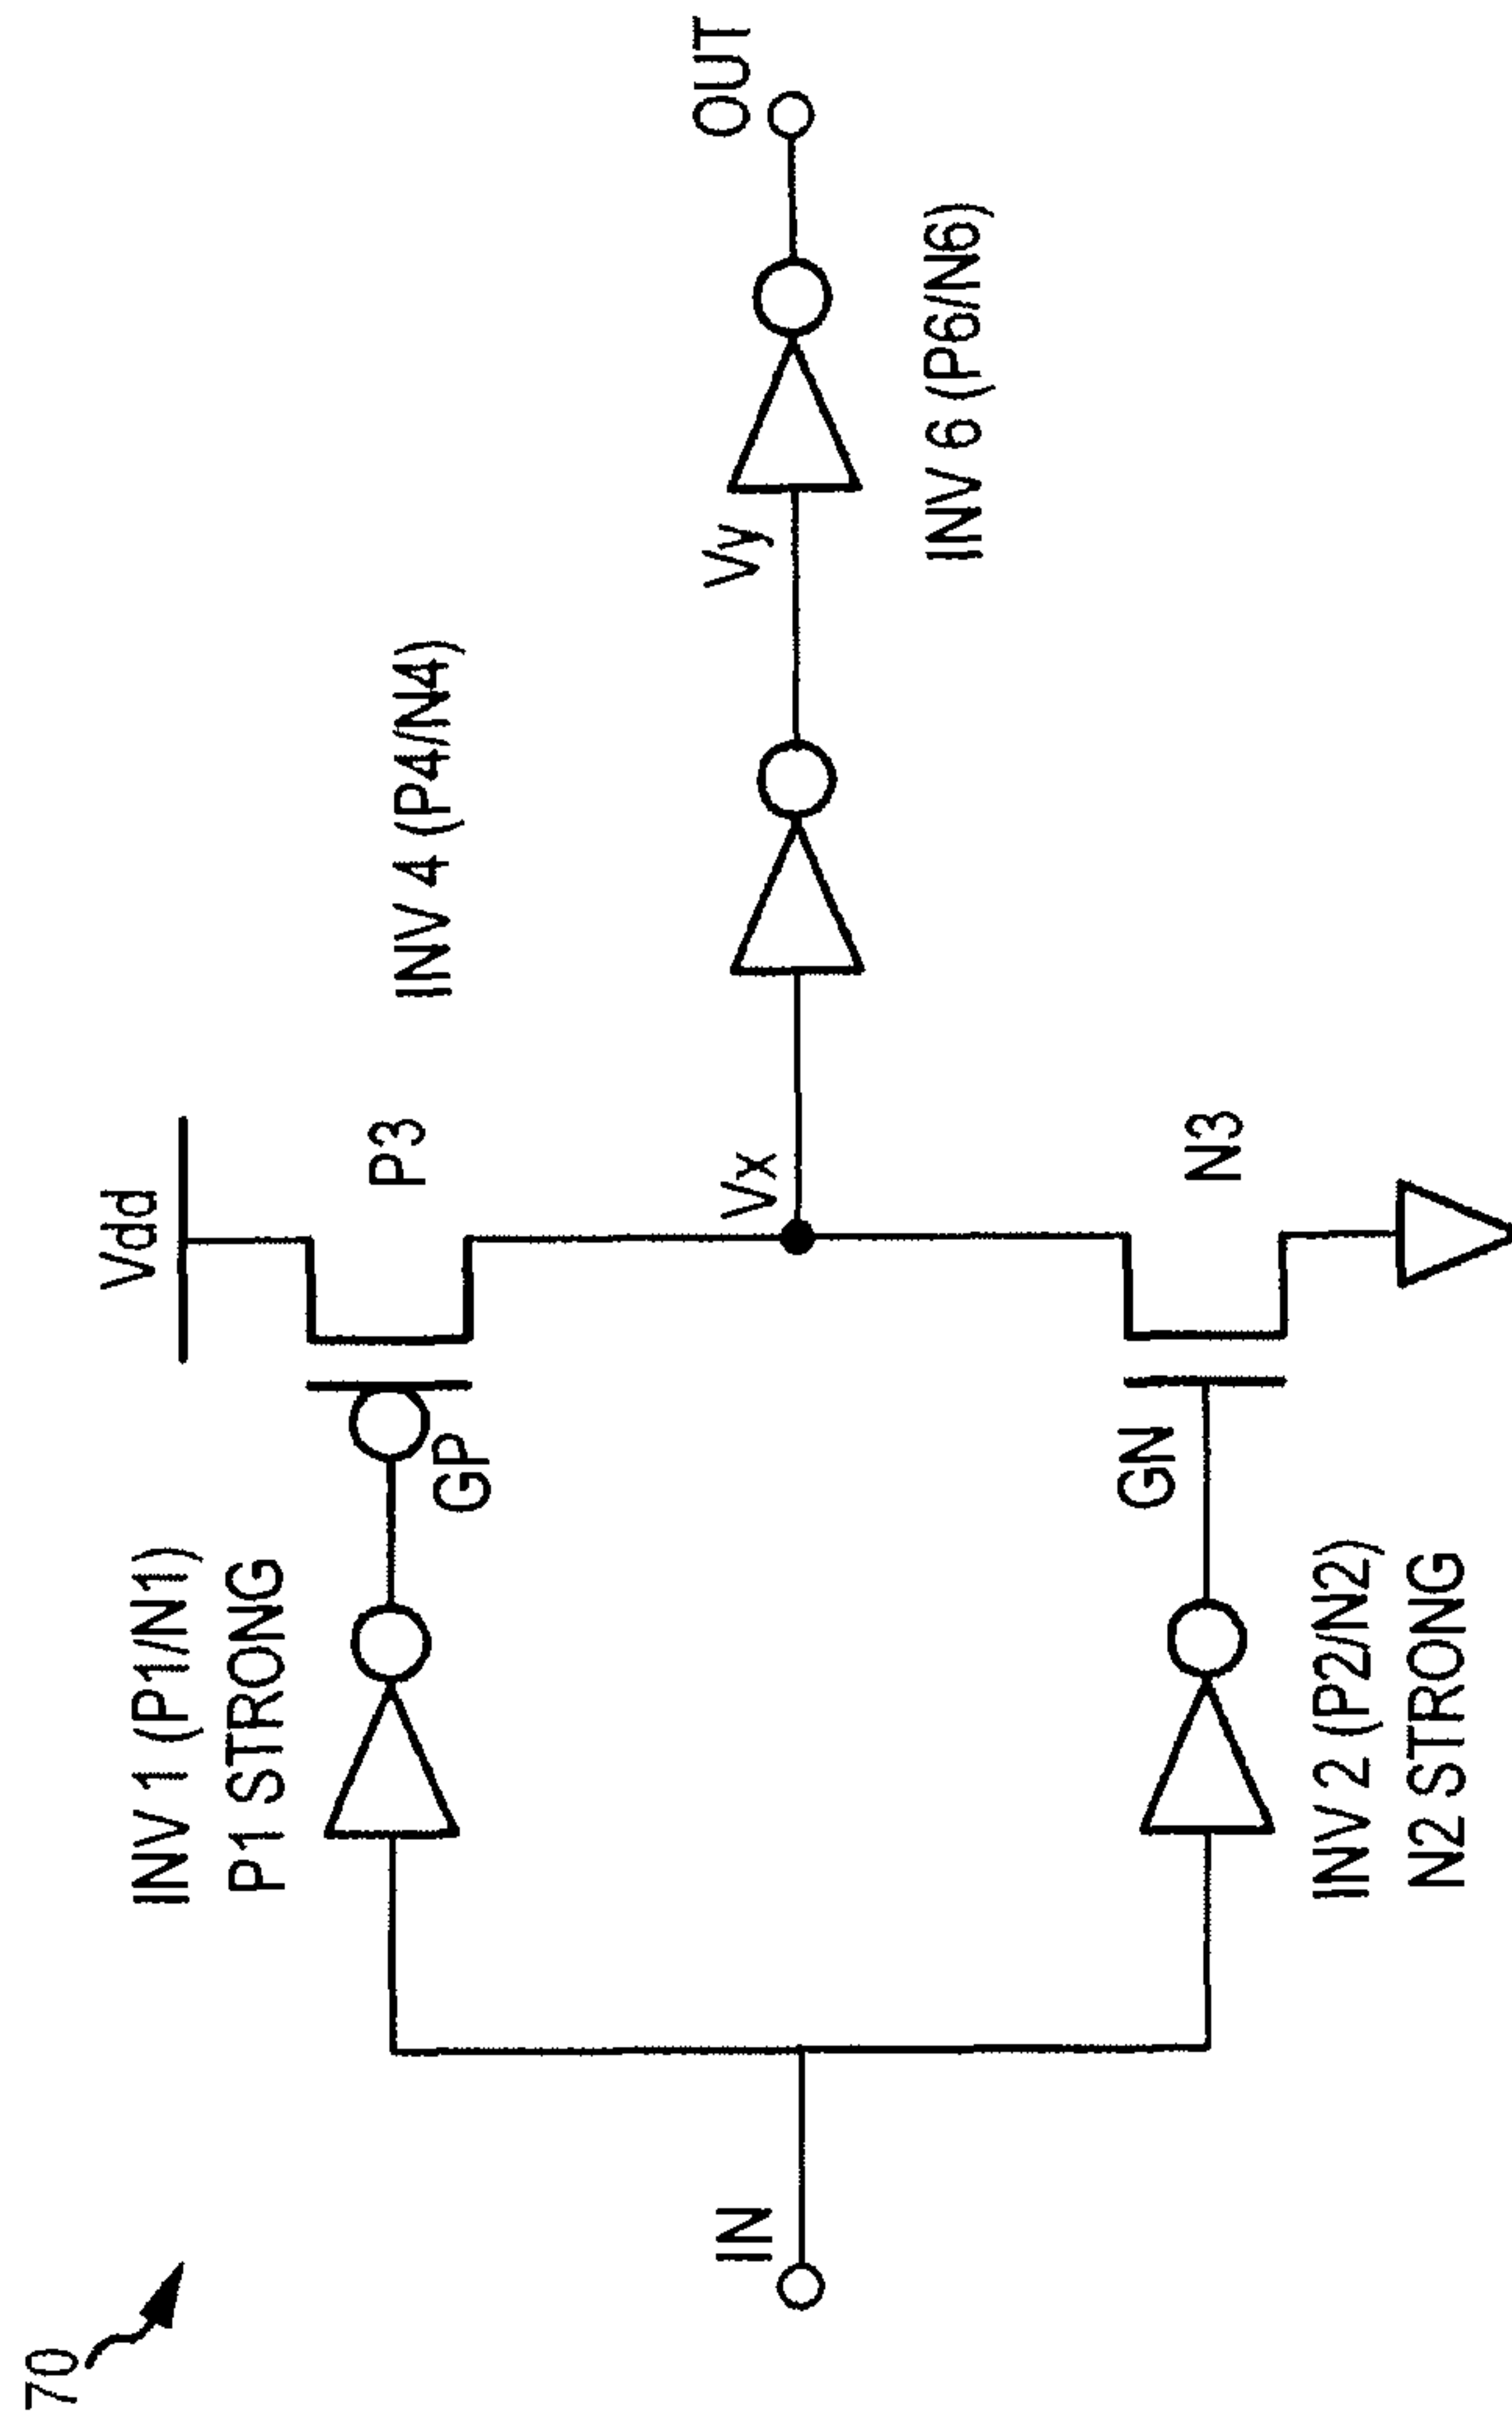 70
IN
INV 1 (P1/N1)
P1 STRONG
GP
Vdd
P3
Vx
INV 2 (P2/N2)
N2 STRONG
GN
N3
INV 4 (P4/N4)
Vy
INV 6 (P6/N6)
OUT